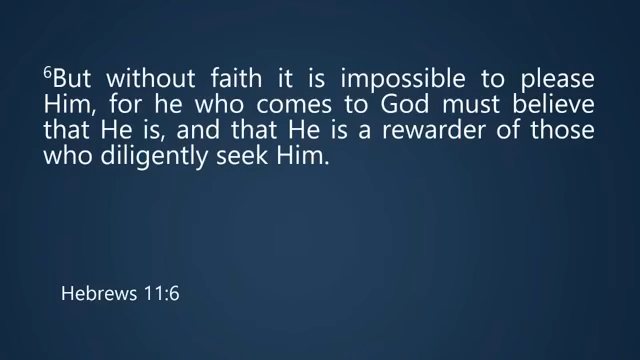 ⁶But without faith it is impossible to please
Him, for he who comes to God must believe
that He is, and that He is a rewarder of those
who diligently seek Him.
Hebrews 11:6